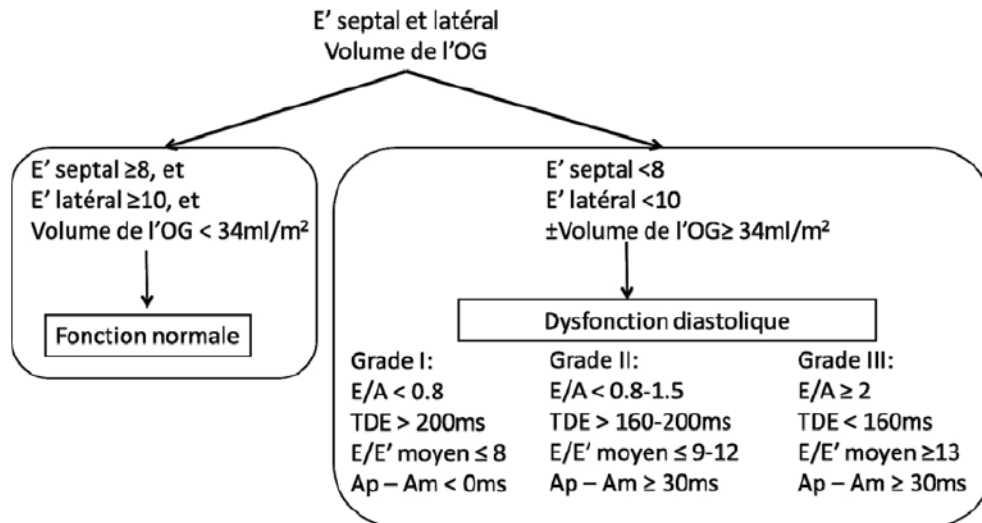 E’ septal et latéral
Volume de l’OG
E’ septal ≥8, et
E’ latéral ≥10, et
Volume de l’OG < 34ml/m²
Fonction normale
E’ septal <8
E’ latéral <10
±Volume de l’OG≥ 34ml/m²
Dysfonction diastolique
Grade I:
E/A < 0.8
TDE > 200ms
E/E’ moyen ≤ 8
Ap – Am < 0ms
Grade II:
E/A < 0.8-1.5
TDE > 160-200ms
E/E’ moyen ≤ 9-12
Ap – Am ≥ 30ms
Grade III:
E/A ≥ 2
TDE < 160ms
E/E’ moyen ≥13
Ap – Am ≥ 30ms